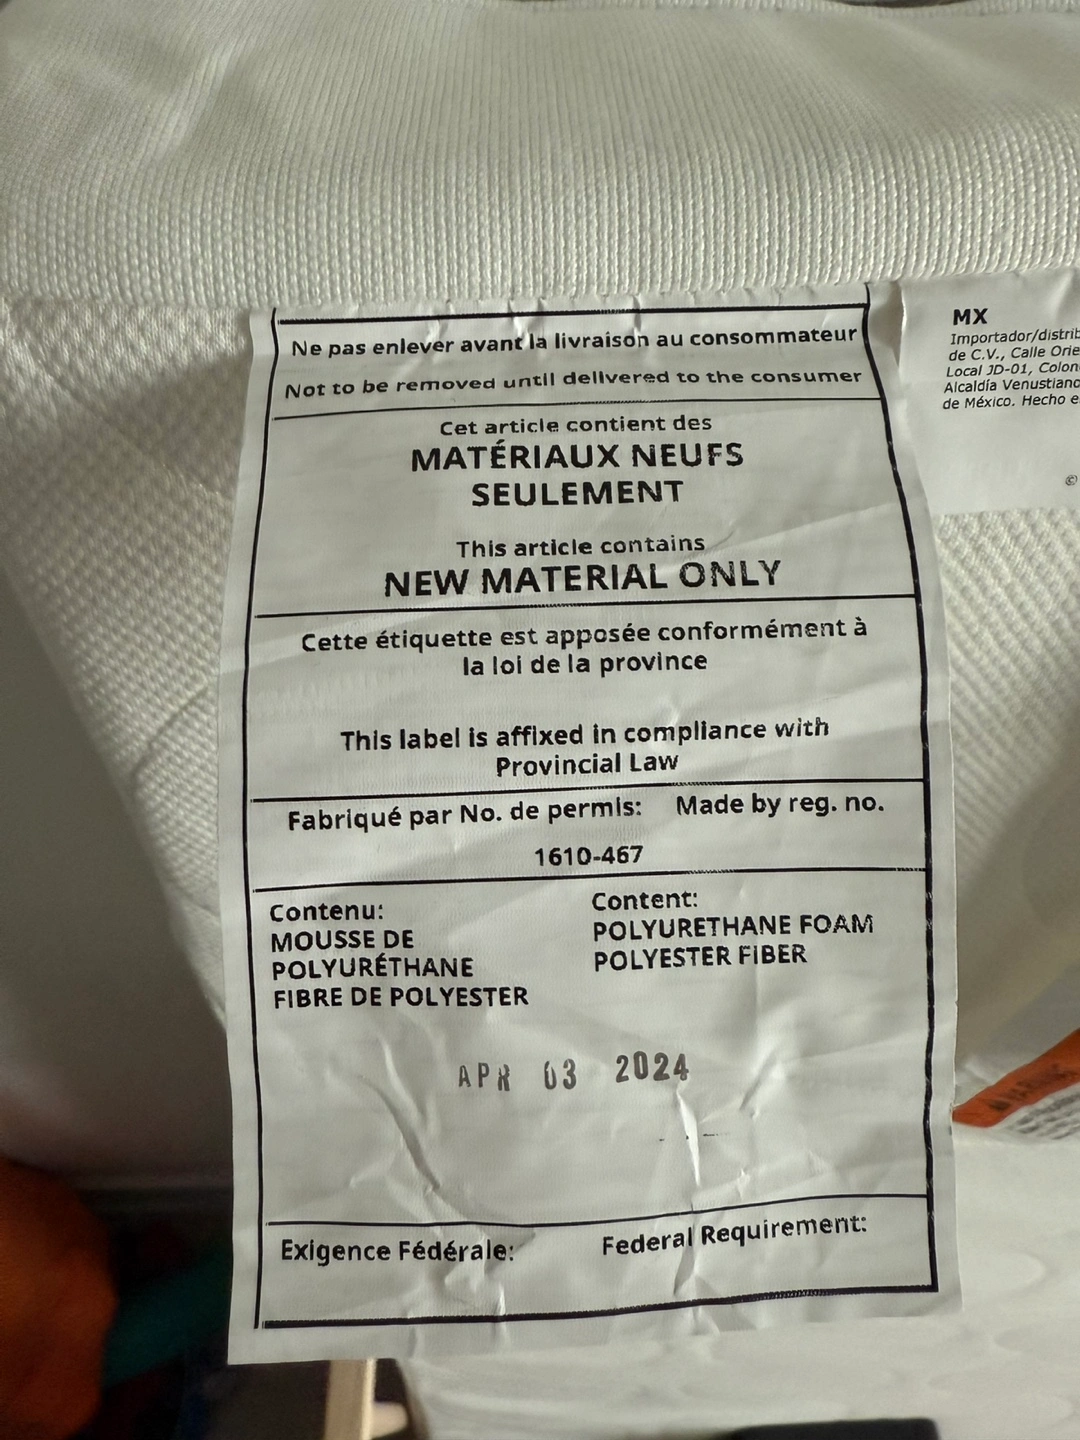 Ne pas enlever avant la livraison au consommateur
Not to be removed until delivered to the consumer
Cet article contient des
MATÉRIAUX NEUFS
SEULEMENT
This article contains
NEW MATERIAL ONLY
Cette étiquette est apposée conformément à
la loi de la province
This label is affixed in compliance with
Provincial Law
Fabriqué par No. de permis: Made by reg. no.
1610-467
Contenu:
MOUSSE DE
POLYURÉTHANE
FIBRE DE POLYESTER
Content:
POLYURETHANE FOAM
POLYESTER FIBER
APR 03 2024
Exigence Fédérale: Federal Requirement:
MX
Importador/distrib
de C.V., Calle Orie
Local JD-01, Colon
Alcaldía Venustiano
de México. Hecho e
©
WARNING